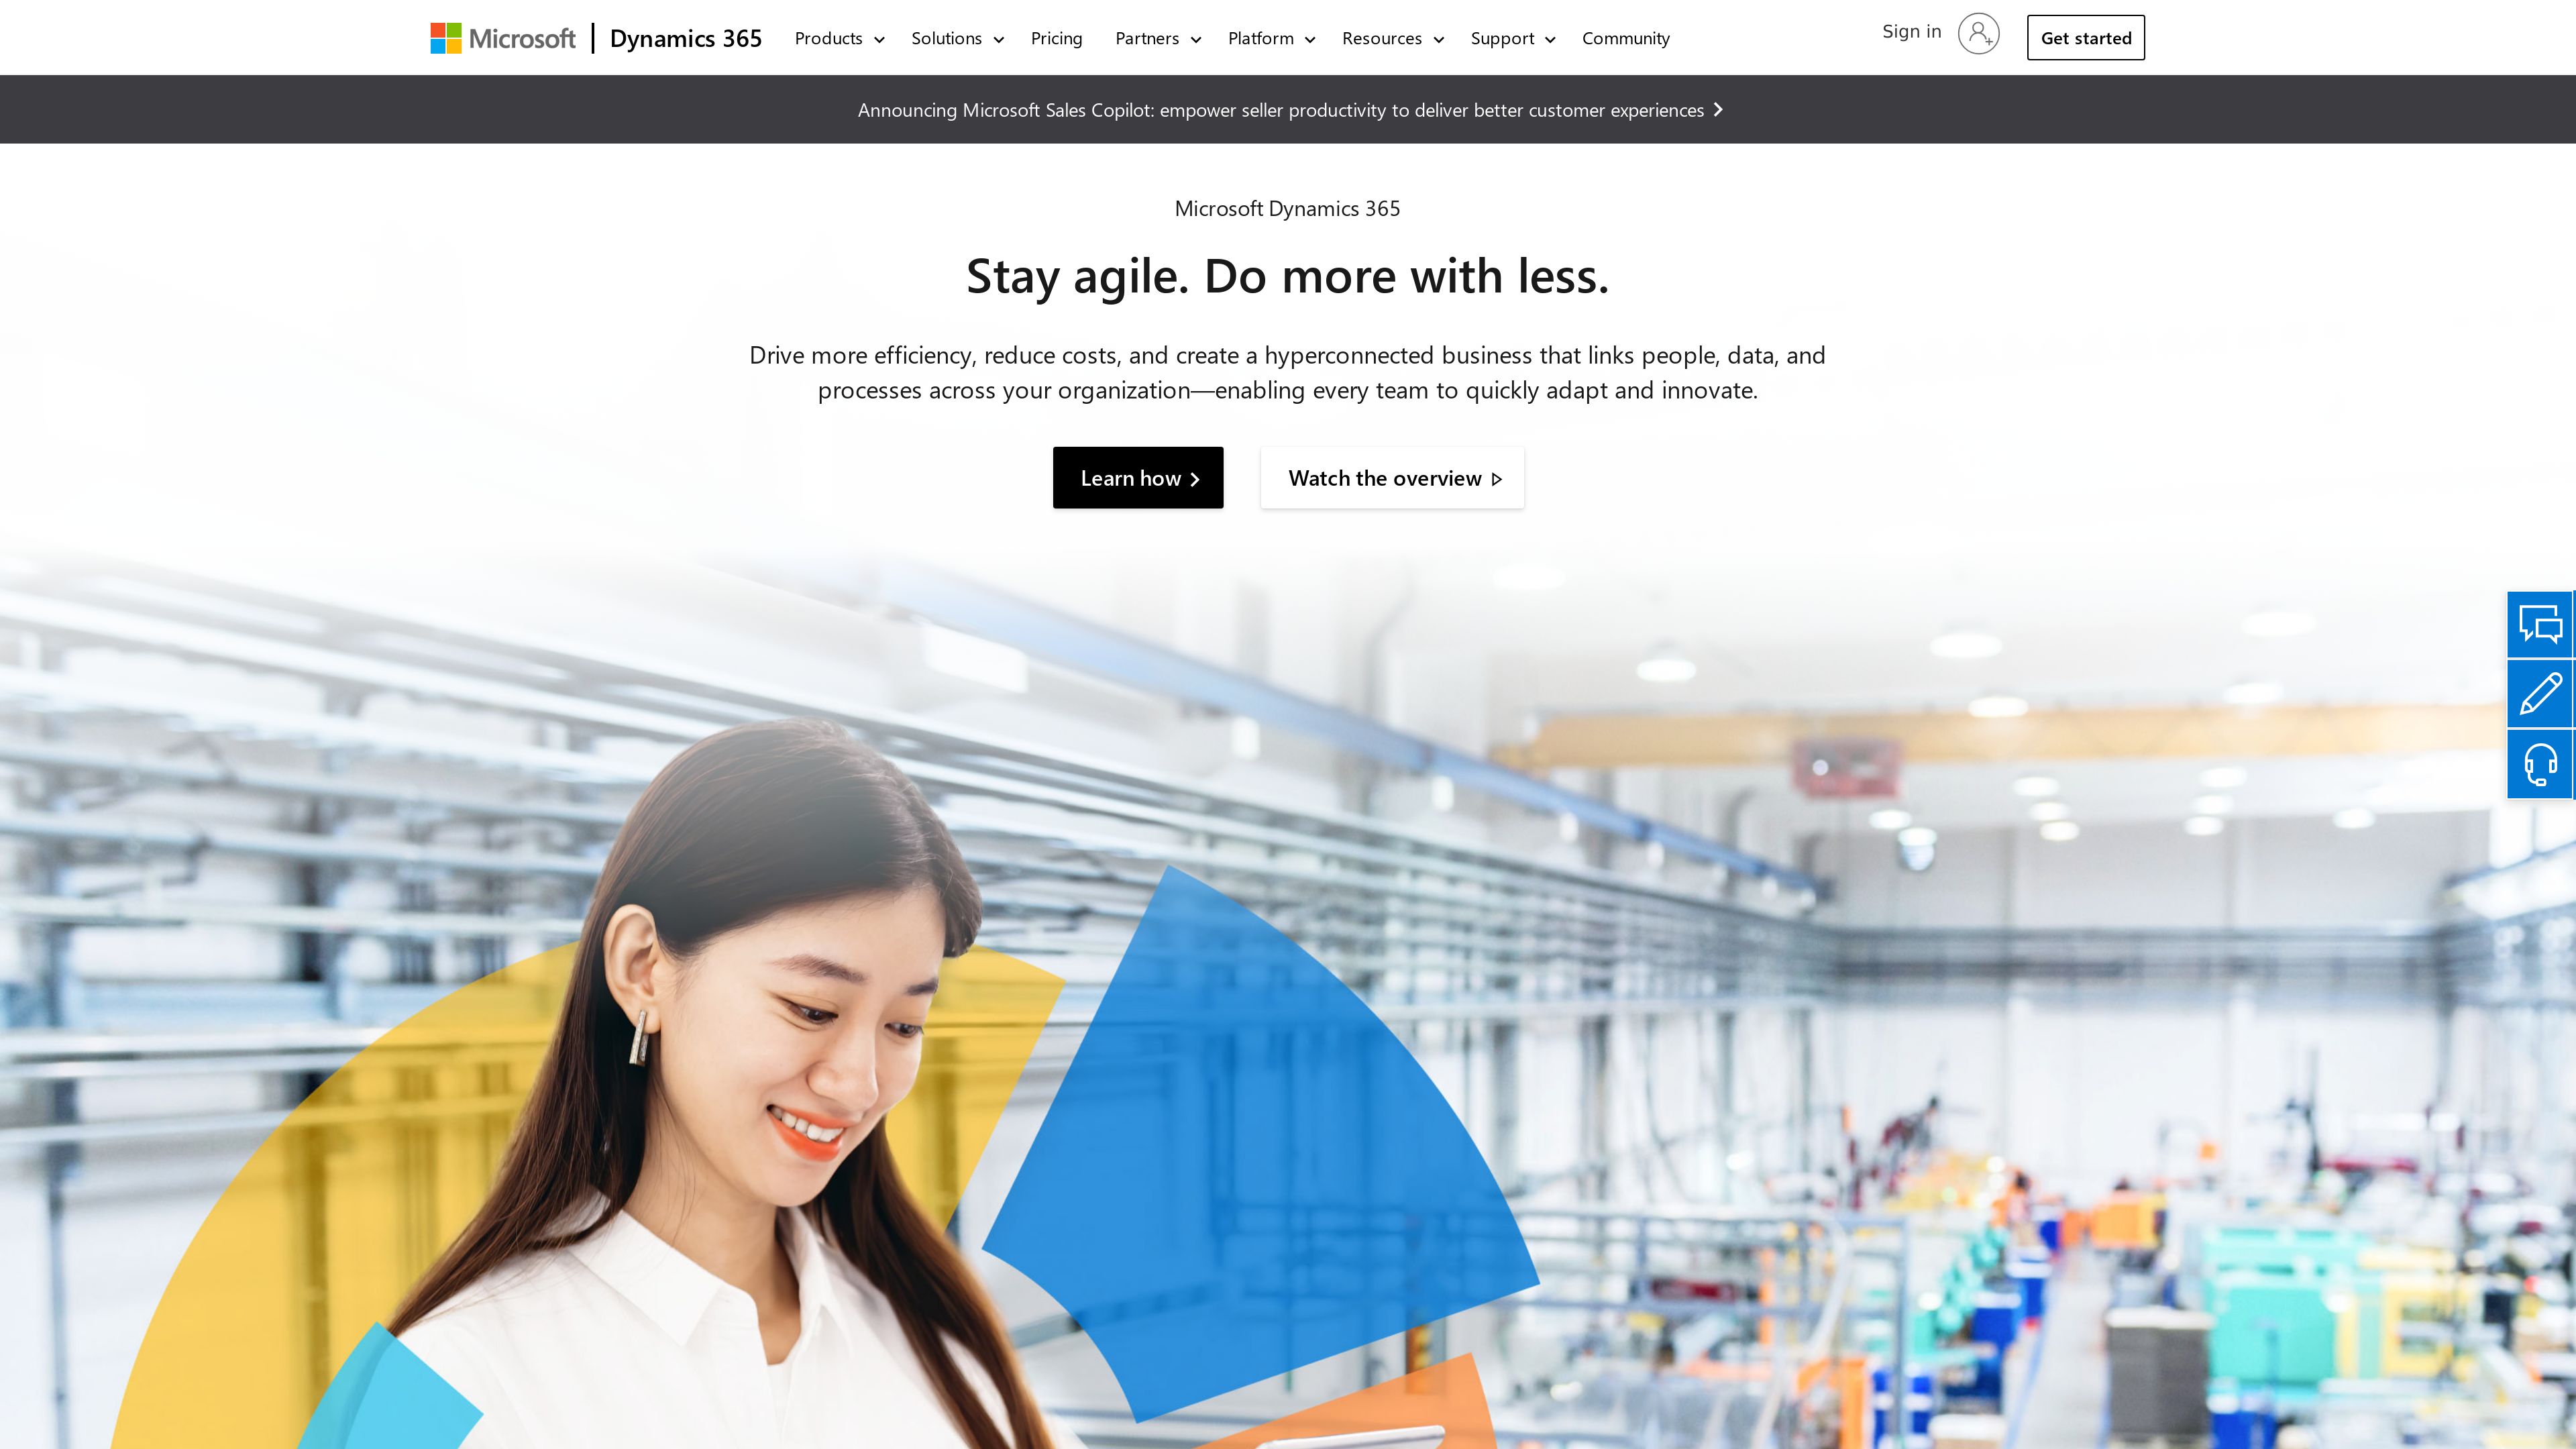 Microsoft
Dynamics 365
Products
Solutions
Pricing
Partners
Platform
Resources
Support
Community
Sign in
Get started
Announcing Microsoft Sales Copilot: empower seller productivity to deliver better customer experiences
Microsoft Dynamics 365
Stay agile. Do more with less.
Drive more efficiency, reduce costs, and create a hyperconnected business that links people, data, and
processes across your organization—enabling every team to quickly adapt and innovate.
Learn how
Watch the overview